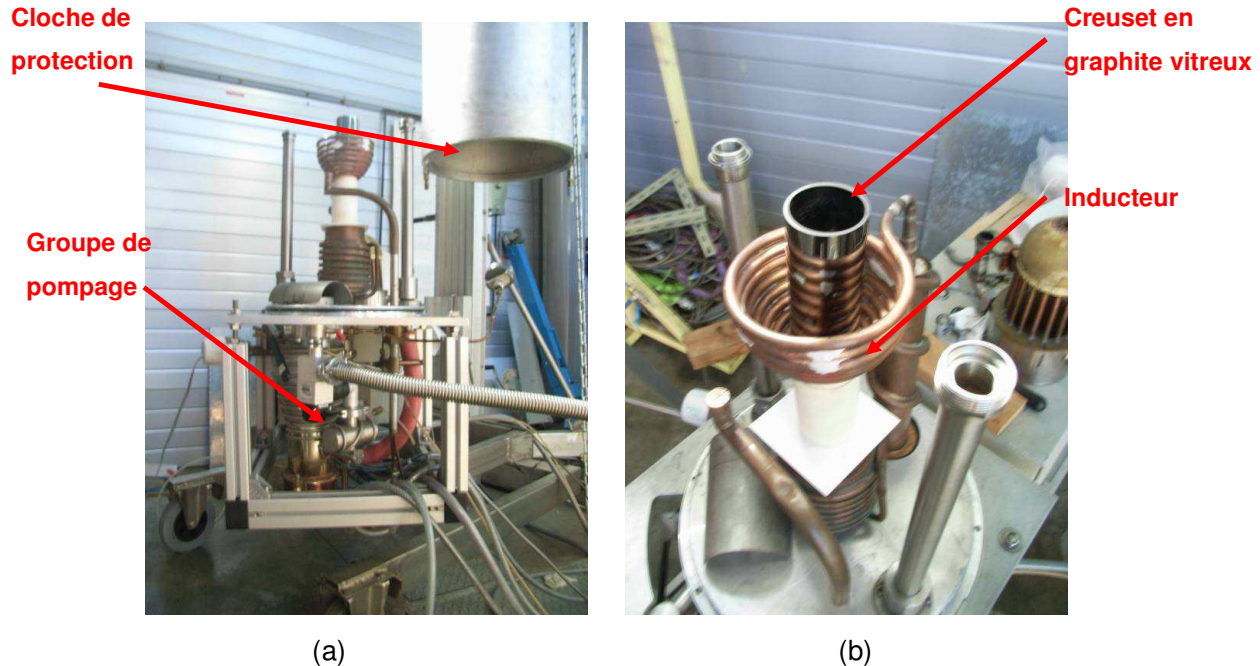 Cloche de
protection
Groupe de
pompage
Creuset en
graphite vitreux
Inducteur
(a)
(b)